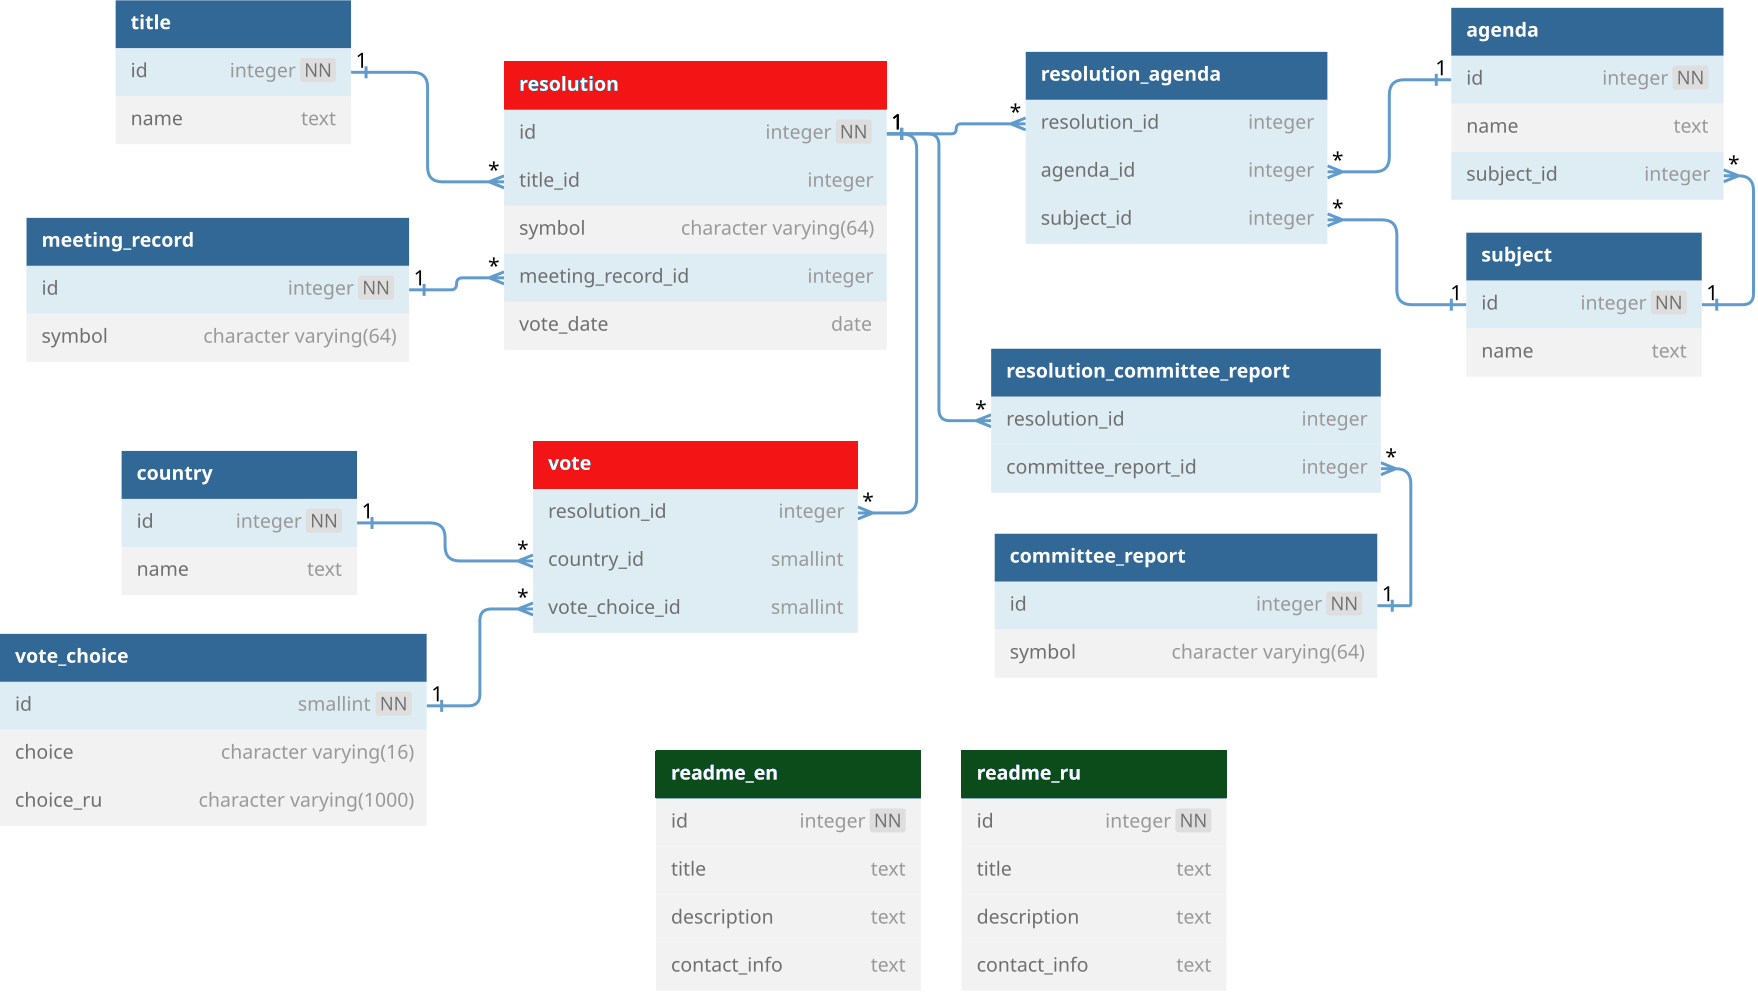 title
id integer NN
name text
1
*
meeting_record
id integer NN
symbol character varying(64)
1
*
resolution
id integer NN
title_id integer
symbol character varying(64)
meeting_record_id integer
vote_date date
1
*
resolution_agenda
resolution_id integer
agenda_id integer
subject_id integer
*
*
agenda
id integer NN
name text
subject_id integer
1
*
subject
id integer NN
name text
1
1
resolution_committee_report
resolution_id integer
committee_report_id integer
*
*
committee_report
id integer NN
symbol character varying(64)
1
country
id integer NN
name text
1
*
vote
resolution_id integer
country_id smallint
vote_choice_id smallint
*
*
vote_choice
id smallint NN
choice character varying(16)
choice_ru character varying(1000)
1
readme_en
id integer NN
title text
description text
contact_info text
readme_ru
id integer NN
title text
description text
contact_info text